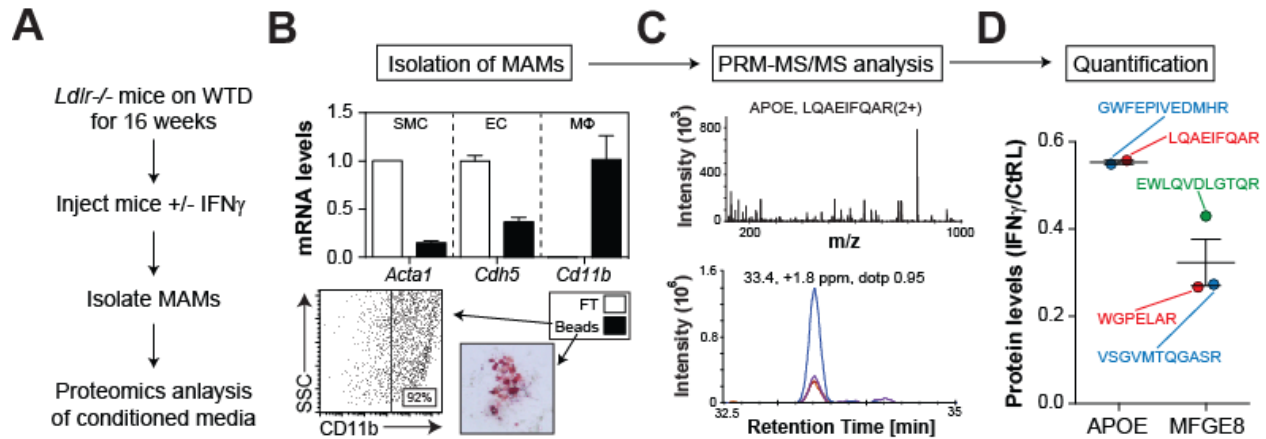 A
Ldlr-/- mice on WTD
for 16 weeks
Inject mice +/- IFNγ
Isolate MAMs
Proteomics anlaysis
of conditioned media
B
Isolation of MAMs
mRNA levels
1.5
1.0
0.5
0.0
SMC
EC
MΦ
Acta1
Cdh5
Cd11b
FT
Beads
SSC
92%
CD11b
C
PRM-MS/MS analysis
APOE, LQAEIFQAR(2+)
Intensity (10³)
800
400
0
200
1000
m/z
33.4, +1.8 ppm, dotp 0.95
Intensity (10⁶)
1.6
0.8
0
32.5
35
Retention Time [min]
D
Quantification
GWFEPIVEDMHR
LQAEIFQAR
EWLQVDLGTQR
WGPELAR
VSGVMTQGASR
Protein levels (IFNγ/CtRL)
0.6
0.4
0.2
0.0
APOE
MFGE8